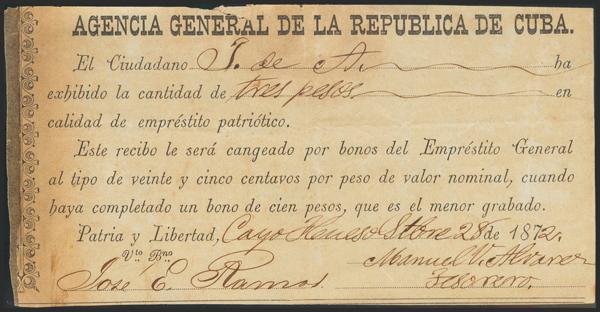 AGENCIA GENERAL DE LA REPUBLICA DE CUBA.
El Ciudadano J. de A. ha
exhibido la cantidad de tres pesos en
calidad de empréstito patriótico.
Este recibo le será cangeado por bonos del Empréstito General
al tipo de veinte y cinco centavos por peso de valor nominal, cuando
haya completado un bono de cien pesos, que es el menor grabado.
Patria y Libertad, Cayo Hueso Stbre 28 de 1872.
Vto Bno Manuel V. Alvarez
José E. Ramos Tesorero.